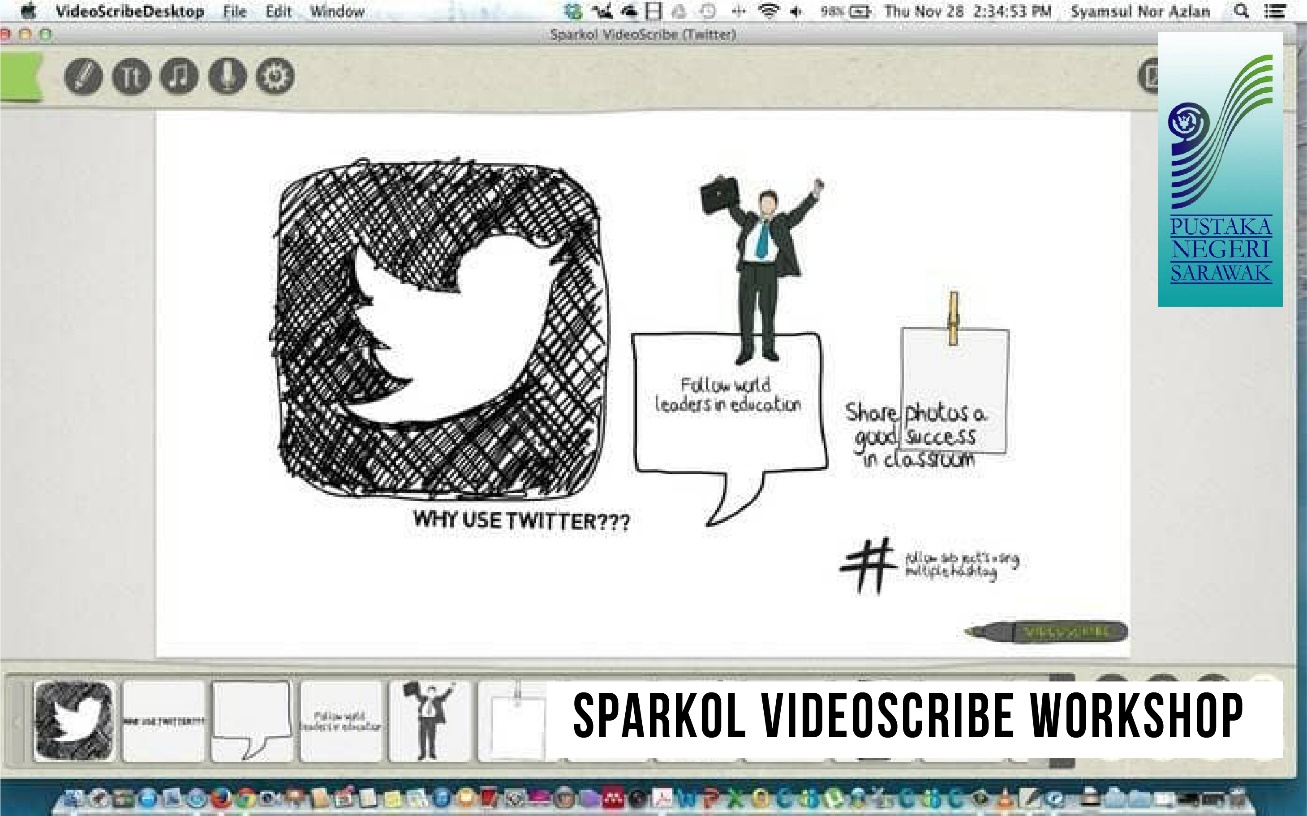 VideoScribeDesktop File Edit Window 98% Thu Nov 28 2:34:53 PM Syamsul Nor Azlan
Sparkol VideoScribe (Twitter)
Tt
PUSTAKA
NEGERI
SARAWAK
Follow world
leaders in education
Share photos a
good success
in classroom
WHY USE TWITTER???
#
follow subject's using
multiple hashtag
VIDEOSCRIBE
WHY USE TWITTER???
Follow world
leaders in education
SPARKOL VIDEOSCRIBE WORKSHOP